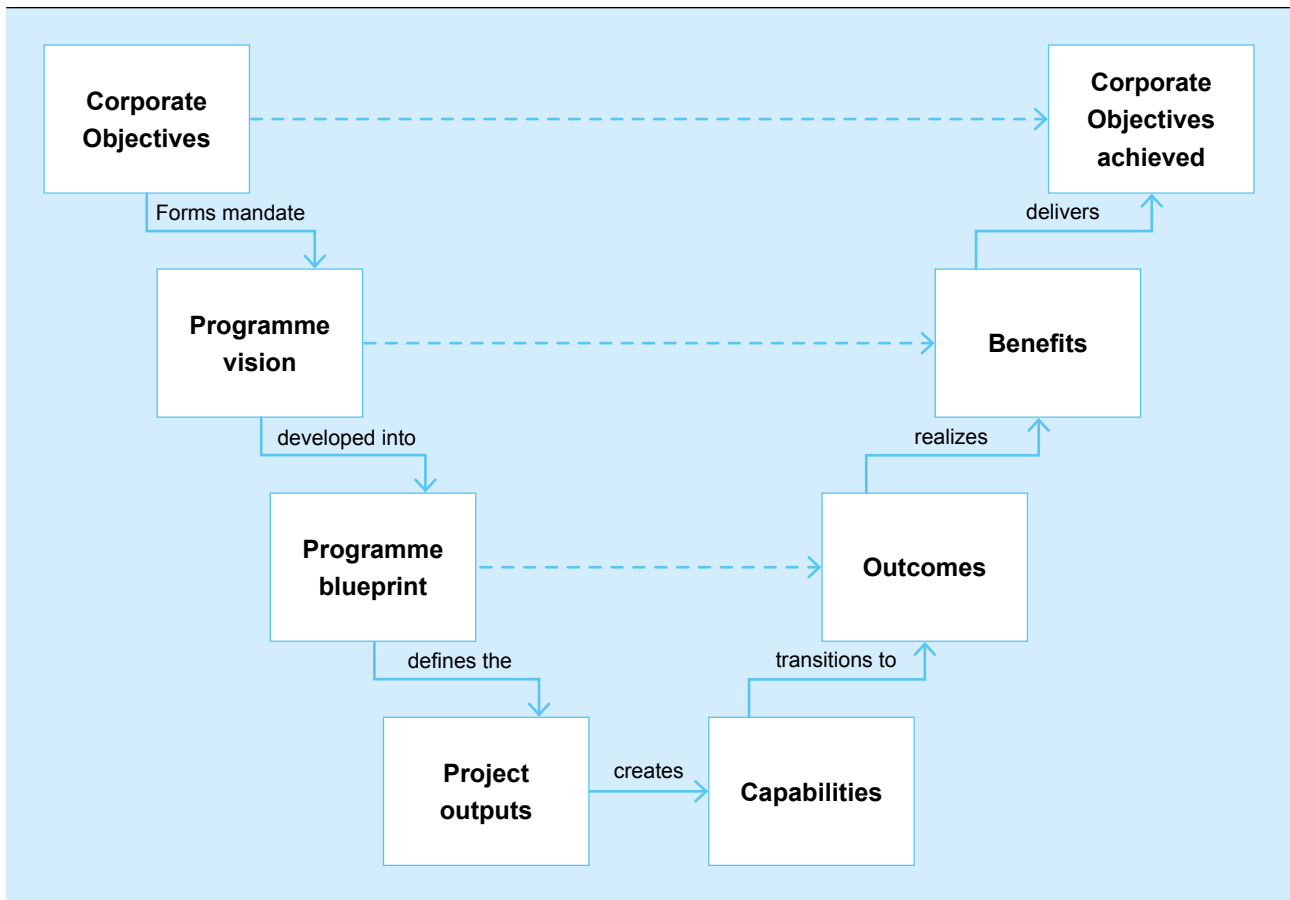 Corporate
Objectives
Corporate
Objectives
achieved
Forms mandate
delivers
Programme
vision
Benefits
developed into
realizes
Programme
blueprint
Outcomes
defines the
transitions to
Project
outputs
creates
Capabilities